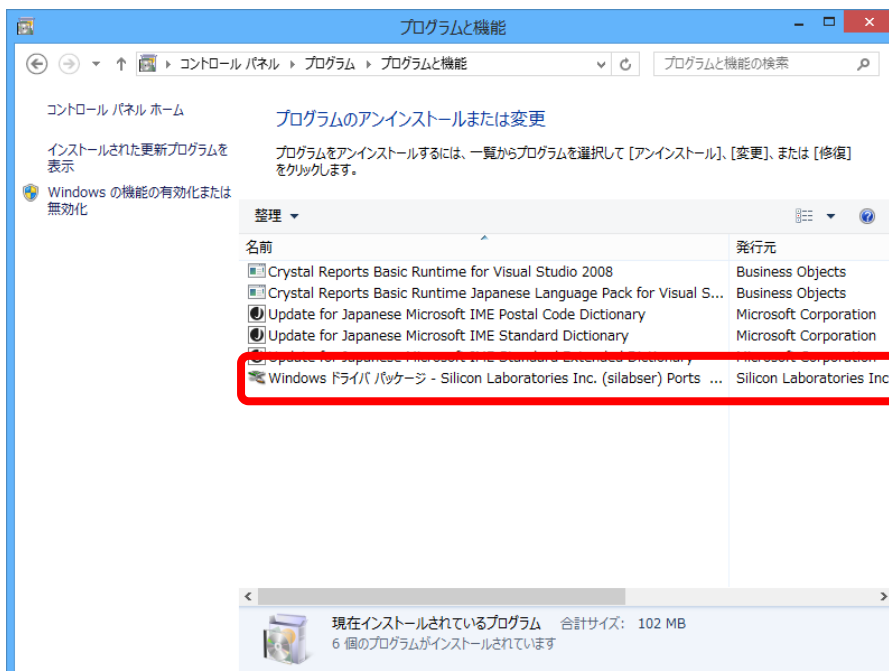 プログラムと機能
コントロール パネル プログラム プログラムと機能
プログラムと機能の検索
コントロール パネル ホーム
インストールされた更新プログラムを
表示
Windows の機能の有効化または
無効化
プログラムのアンインストールまたは変更
プログラムをアンインストールするには、一覧からプログラムを選択して [アンインストール]、[変更]、または [修復]
をクリックします。
整理
名前 発行元
Crystal Reports Basic Runtime for Visual Studio 2008 Business Objects
Crystal Reports Basic Runtime Japanese Language Pack for Visual S... Business Objects
Update for Japanese Microsoft IME Postal Code Dictionary Microsoft Corporation
Update for Japanese Microsoft IME Standard Dictionary Microsoft Corporation
Update for Japanese Microsoft IME Standard Extended Dictionary Microsoft Corporation
Windows ドライバ パッケージ - Silicon Laboratories Inc. (silabser) Ports ... Silicon Laboratories Inc
現在インストールされているプログラム 合計サイズ: 102 MB
6 個のプログラムがインストールされています